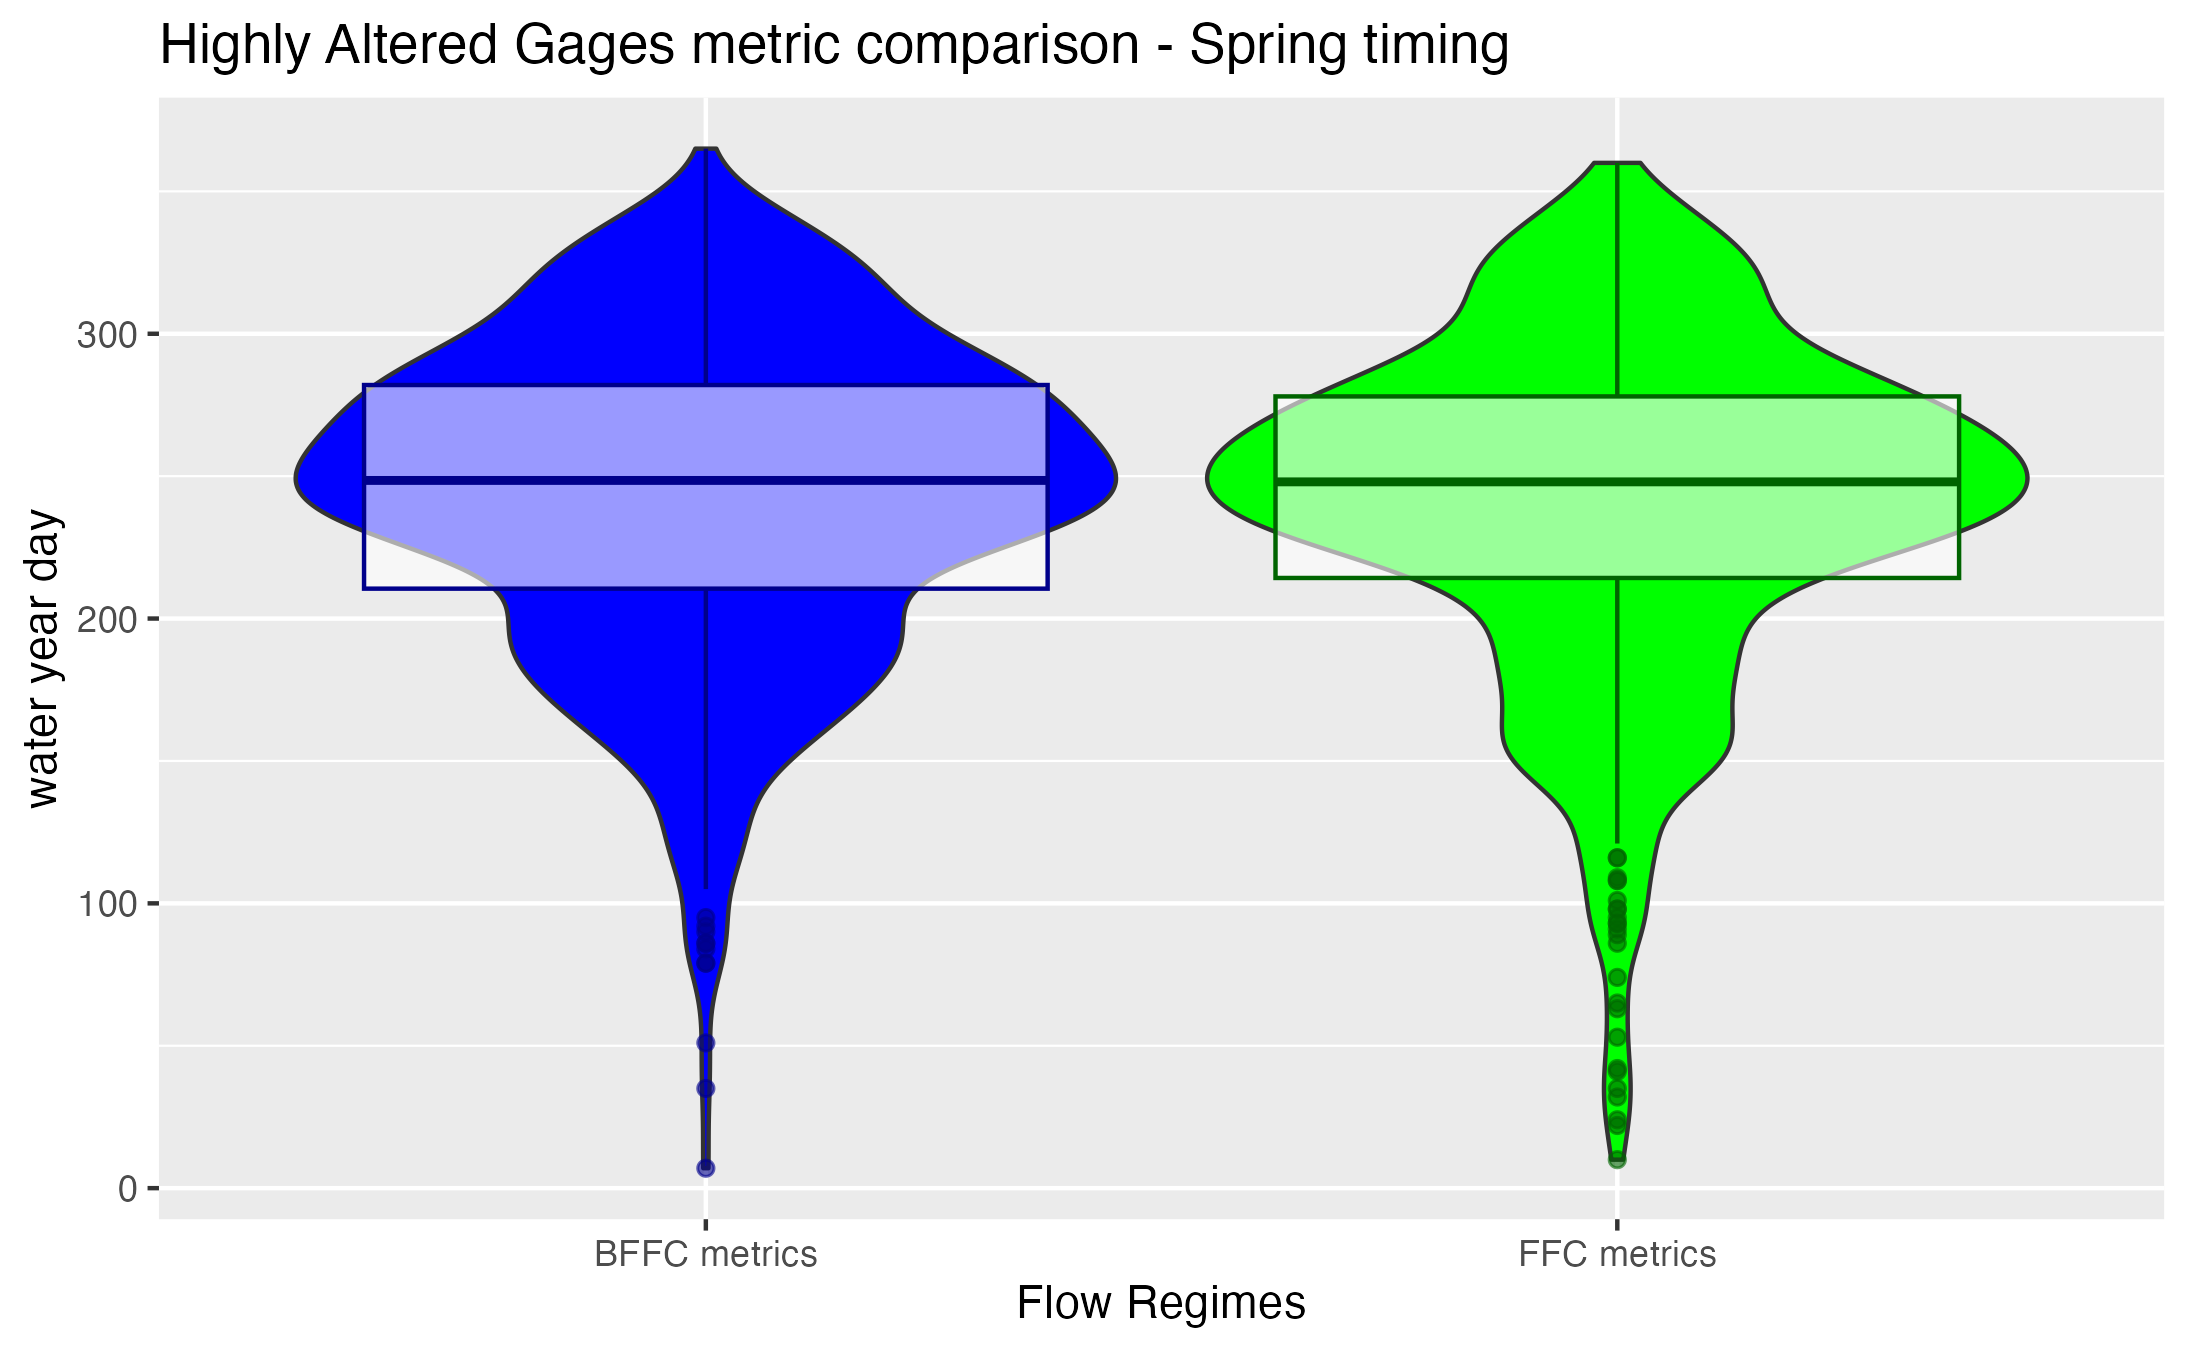 Highly Altered Gages metric comparison - Spring timing
water year day
300
200
100
0
BFFC metrics
FFC metrics
Flow Regimes